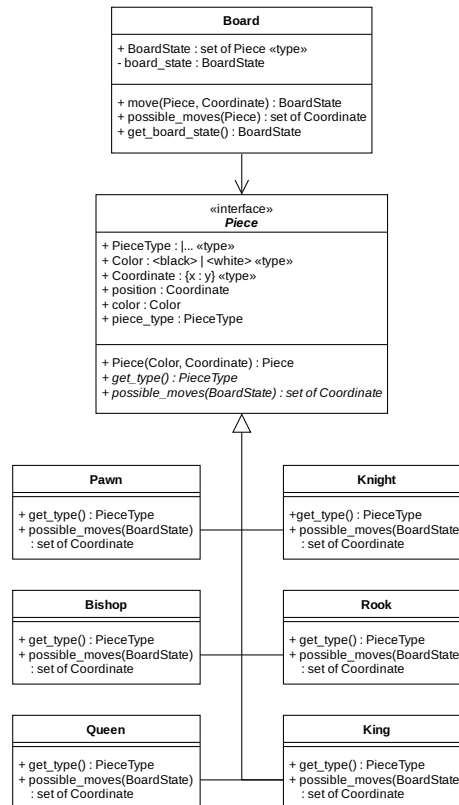 Board
+ BoardState : set of Piece «type»
- board_state : BoardState
+ move(Piece, Coordinate) : BoardState
+ possible_moves(Piece) : set of Coordinate
+ get_board_state() : BoardState
«interface»
Piece
+ PieceType : |... «type»
+ Color : <black> | <white> «type»
+ Coordinate : {x : y} «type»
+ position : Coordinate
+ color : Color
+ piece_type : PieceType
+ Piece(Color, Coordinate) : Piece
+ get_type() : PieceType
+ possible_moves(BoardState) : set of Coordinate
Pawn
+ get_type() : PieceType
+ possible_moves(BoardState)
: set of Coordinate
Knight
+get_type() : PieceType
+ possible_moves(BoardState)
: set of Coordinate
Bishop
+ get_type() : PieceType
+ possible_moves(BoardState)
: set of Coordinate
Rook
+ get_type() : PieceType
+ possible_moves(BoardState)
: set of Coordinate
Queen
+ get_type() : PieceType
+ possible_moves(BoardState)
: set of Coordinate
King
+ get_type() : PieceType
+ possible_moves(BoardState)
: set of Coordinate